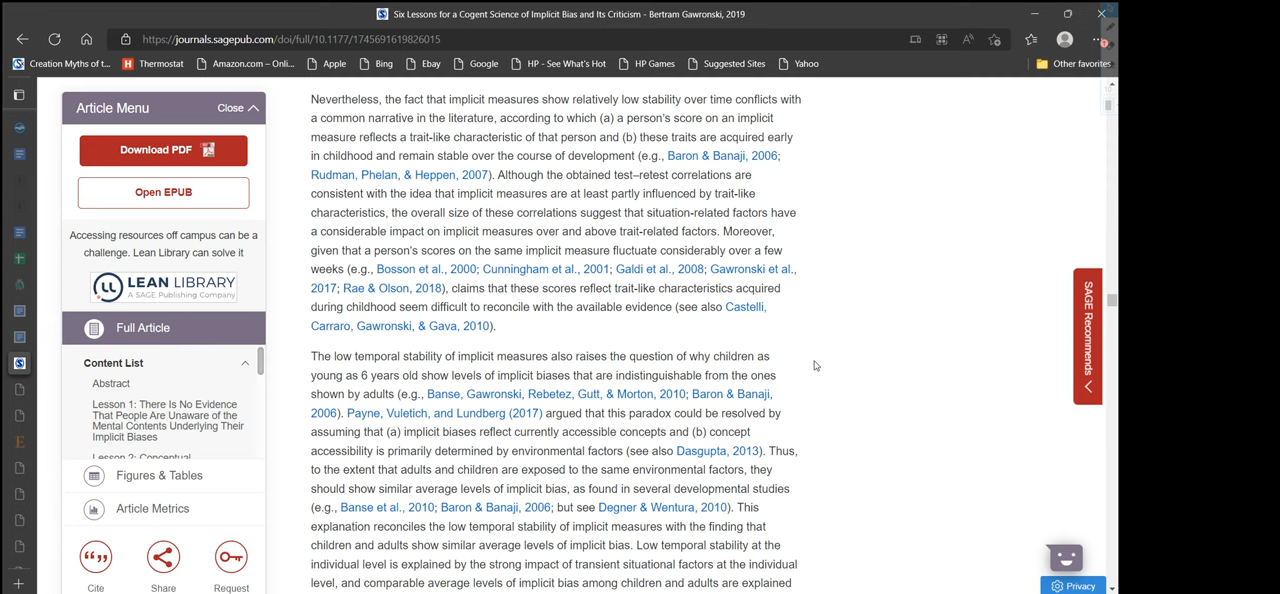 Six Lessons for a Cogent Science of Implicit Bias and Its Criticism - Bertram Gawronski, 2019
https://journals.sagepub.com/doi/full/10.1177/1745691619826015
Creation Myths of t...
Thermostat
Amazon.com – Onli...
Apple
Bing
Ebay
Google
HP - See What's Hot
HP Games
Suggested Sites
Yahoo
Other favorites
Article Menu
Close
Download PDF
Open EPUB
Accessing resources off campus can be a
challenge. Lean Library can solve it
LEAN LIBRARY
A SAGE Publishing Company
Full Article
Content List
Abstract
Lesson 1: There Is No Evidence
That People Are Unaware of the
Mental Contents Underlying Their
Implicit Biases
Lesson 2: Conceptual
Figures & Tables
Article Metrics
Cite
Share
Request
Nevertheless, the fact that implicit measures show relatively low stability over time conflicts with
a common narrative in the literature, according to which (a) a person's score on an implicit
measure reflects a trait-like characteristic of that person and (b) these traits are acquired early
in childhood and remain stable over the course of development (e.g., Baron & Banaji, 2006;
Rudman, Phelan, & Heppen, 2007). Although the obtained test–retest correlations are
consistent with the idea that implicit measures are at least partly influenced by trait-like
characteristics, the overall size of these correlations suggest that situation-related factors have
a considerable impact on implicit measures over and above trait-related factors. Moreover,
given that a person's scores on the same implicit measure fluctuate considerably over a few
weeks (e.g., Bosson et al., 2000; Cunningham et al., 2001; Galdi et al., 2008; Gawronski et al.,
2017; Rae & Olson, 2018), claims that these scores reflect trait-like characteristics acquired
during childhood seem difficult to reconcile with the available evidence (see also Castelli,
Carraro, Gawronski, & Gava, 2010).
The low temporal stability of implicit measures also raises the question of why children as
young as 6 years old show levels of implicit biases that are indistinguishable from the ones
shown by adults (e.g., Banse, Gawronski, Rebetez, Gutt, & Morton, 2010; Baron & Banaji,
2006). Payne, Vuletich, and Lundberg (2017) argued that this paradox could be resolved by
assuming that (a) implicit biases reflect currently accessible concepts and (b) concept
accessibility is primarily determined by environmental factors (see also Dasgupta, 2013). Thus,
to the extent that adults and children are exposed to the same environmental factors, they
should show similar average levels of implicit bias, as found in several developmental studies
(e.g., Banse et al., 2010; Baron & Banaji, 2006; but see Degner & Wentura, 2010). This
explanation reconciles the low temporal stability of implicit measures with the finding that
children and adults show similar average levels of implicit bias. Low temporal stability at the
individual level is explained by the strong impact of transient situational factors at the individual
level, and comparable average levels of implicit bias among children and adults are explained
SAGE Recommends
Privacy